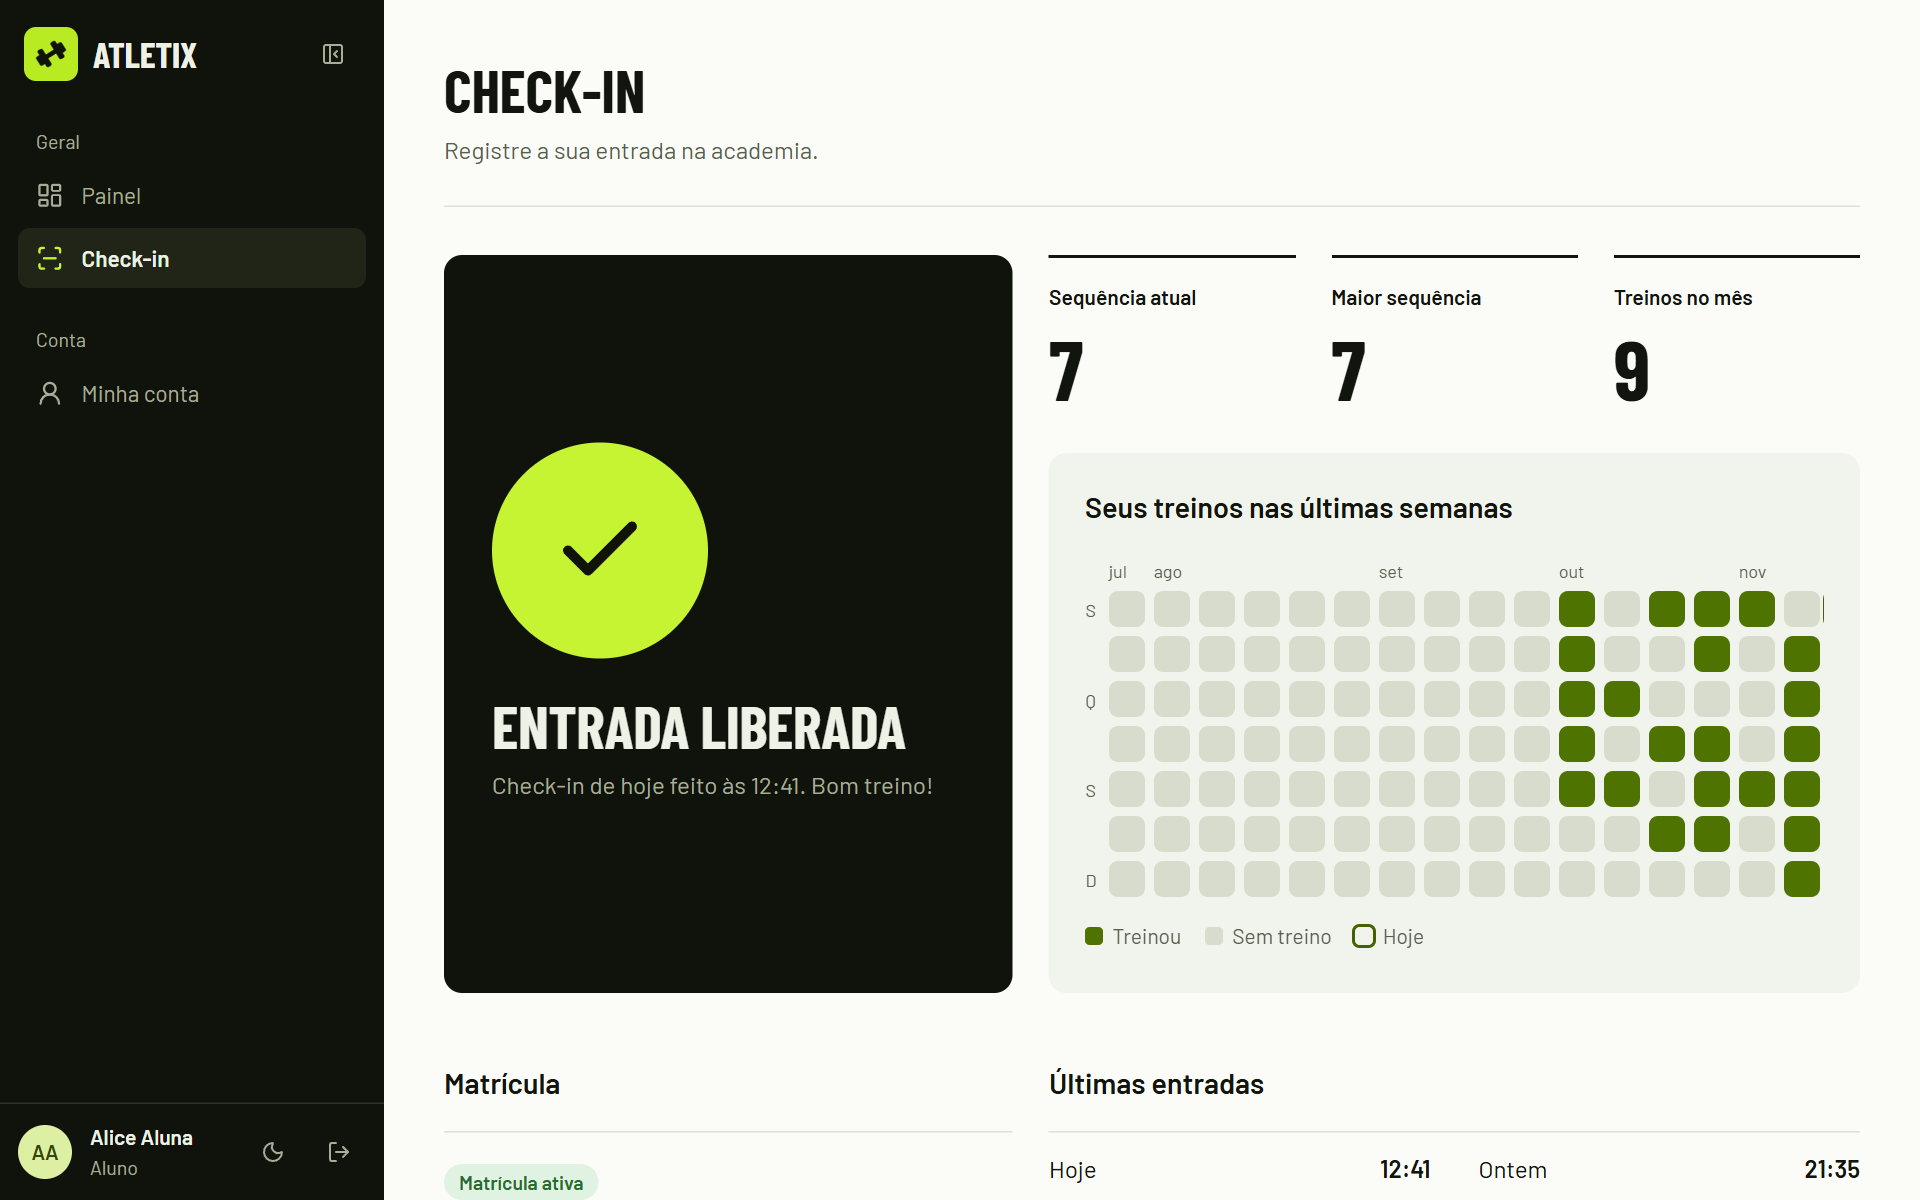 ATLETIX
Geral
Painel
Check-in
Conta
Minha conta
AA
Alice Aluna
Aluno
CHECK-IN
Registre a sua entrada na academia.
ENTRADA LIBERADA
Check-in de hoje feito às 12:41. Bom treino!
Sequência atual
7
Maior sequência
7
Treinos no mês
9
Seus treinos nas últimas semanas
jul ago set out nov
S
Q
S
D
Treinou Sem treino Hoje
Matrícula
Matrícula ativa
Últimas entradas
Hoje 12:41 Ontem 21:35